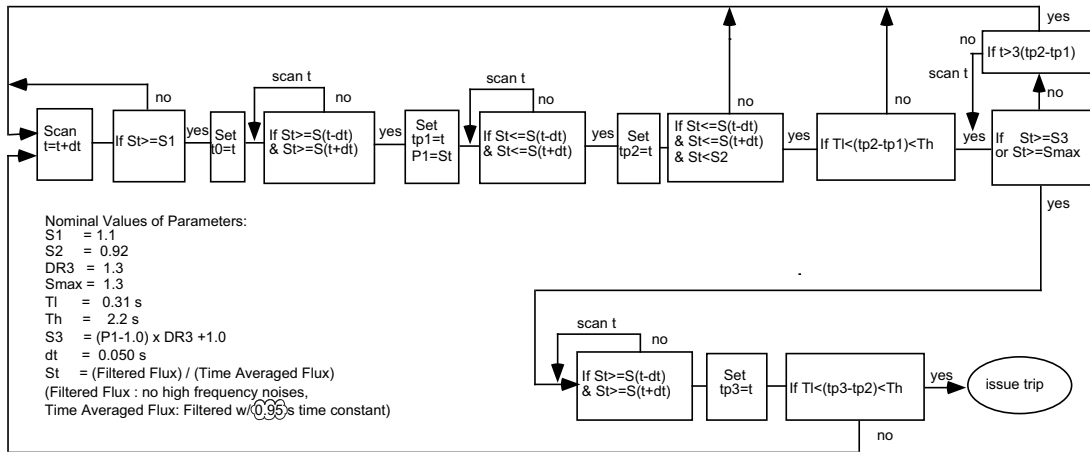 yes
no
If t>3(tp2-tp1)
scan t
scan t
scan t
no
no
no
no
no
no
Scan
t=t+dt
If St>=S1
yes
Set
t0=t
If St>=S(t-dt)
& St>=S(t+dt)
yes
Set
tp1=t
P1=St
If St<=S(t-dt)
& St<=S(t+dt)
yes
Set
tp2=t
If St<=S(t-dt)
& St<=S(t+dt)
& St<S2
yes
If Tl<(tp2-tp1)<Th
yes
If St>=S3
or St>=Smax
yes
Nominal Values of Parameters:
S1 = 1.1
S2 = 0.92
DR3 = 1.3
Smax = 1.3
Tl = 0.31 s
Th = 2.2 s
S3 = (P1-1.0) x DR3 +1.0
dt = 0.050 s
St = (Filtered Flux) / (Time Averaged Flux)
(Filtered Flux : no high frequency noises,
Time Averaged Flux: Filtered w/0.95 s time constant)
scan t
no
If St>=S(t-dt)
& St>=S(t+dt)
Set
tp3=t
If Tl<(tp3-tp2)<Th
yes
issue trip
no